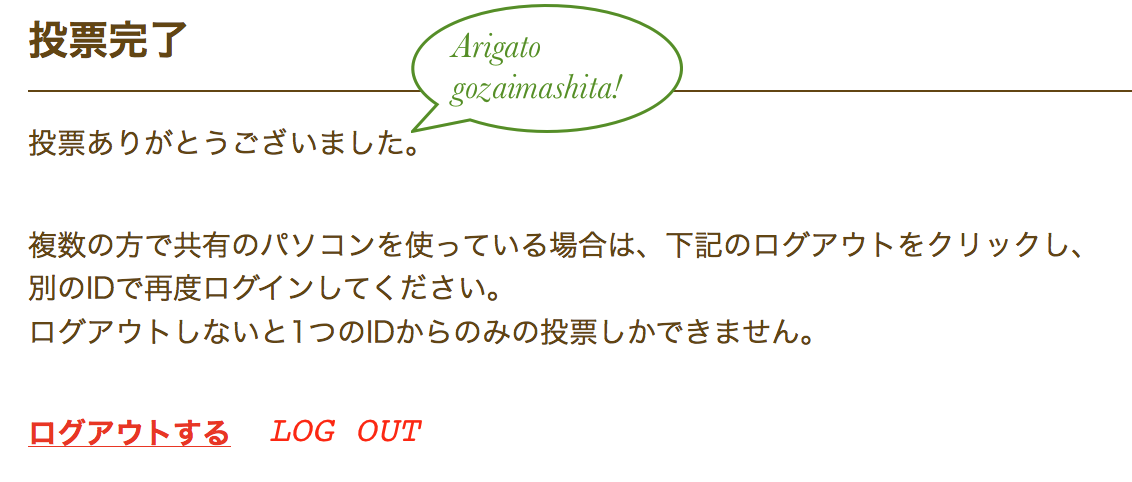 投票完了
Arigato
gozaimashita!
投票ありがとうございました。
複数の方で共有のパソコンを使っている場合は、下記のログアウトをクリックし、
別のIDで再度ログインしてください。
ログアウトしないと1つのIDからのみの投票しかできません。
ログアウトする LOG OUT